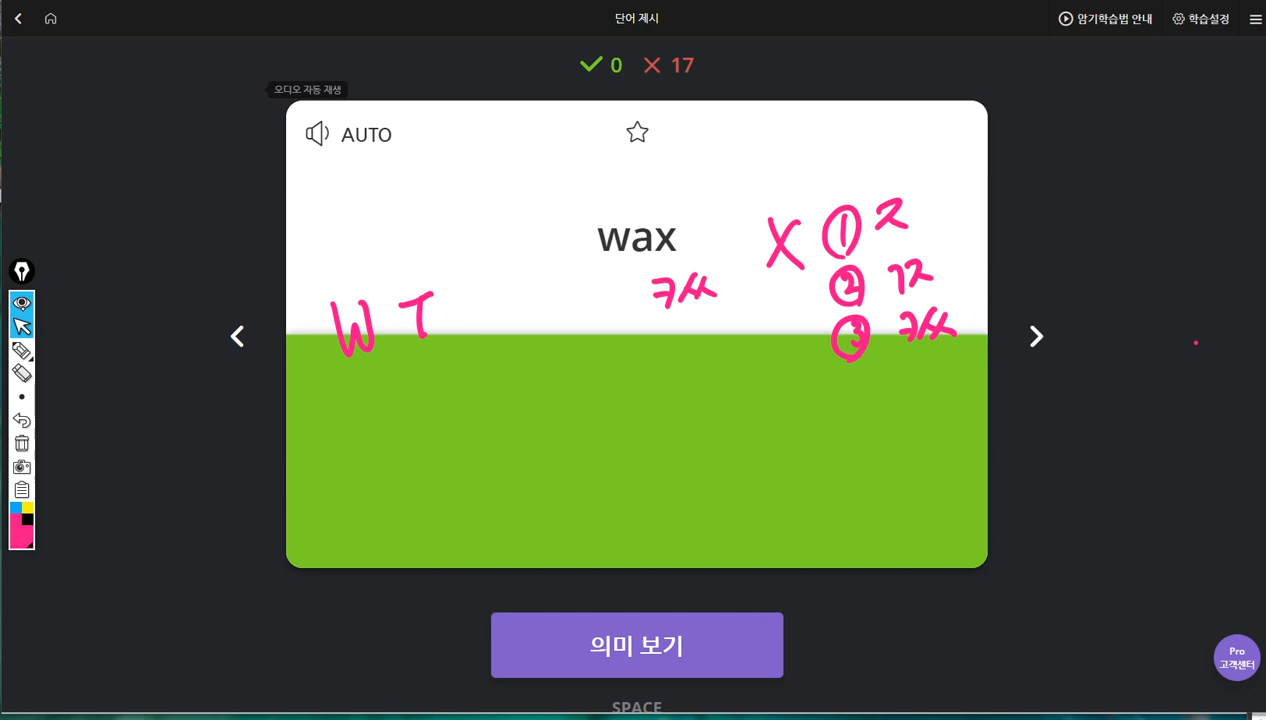 단어 제시
암기학습법 안내
학습설정
0
17
오디오 자동 재생
AUTO
wax
X ① ㅈ
② ㄱㅈ
③ ㅋㅆ
ㅋㅆ
W T
의미 보기
SPACE
Pro
고객센터